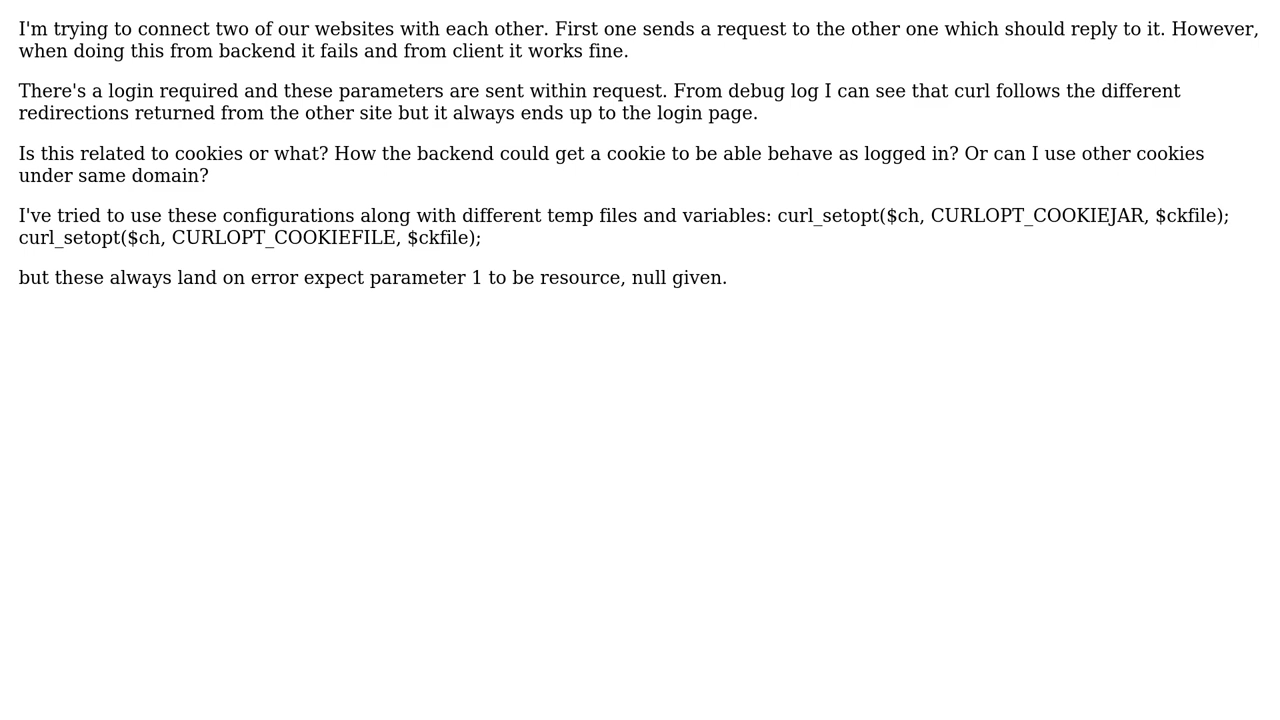 I'm trying to connect two of our websites with each other. First one sends a request to the other one which should reply to it. However,
when doing this from backend it fails and from client it works fine.
There's a login required and these parameters are sent within request. From debug log I can see that curl follows the different
redirections returned from the other site but it always ends up to the login page.
Is this related to cookies or what? How the backend could get a cookie to be able behave as logged in? Or can I use other cookies
under same domain?
I've tried to use these configurations along with different temp files and variables: curl_setopt($ch, CURLOPT_COOKIEJAR, $ckfile);
curl_setopt($ch, CURLOPT_COOKIEFILE, $ckfile);
but these always land on error expect parameter 1 to be resource, null given.